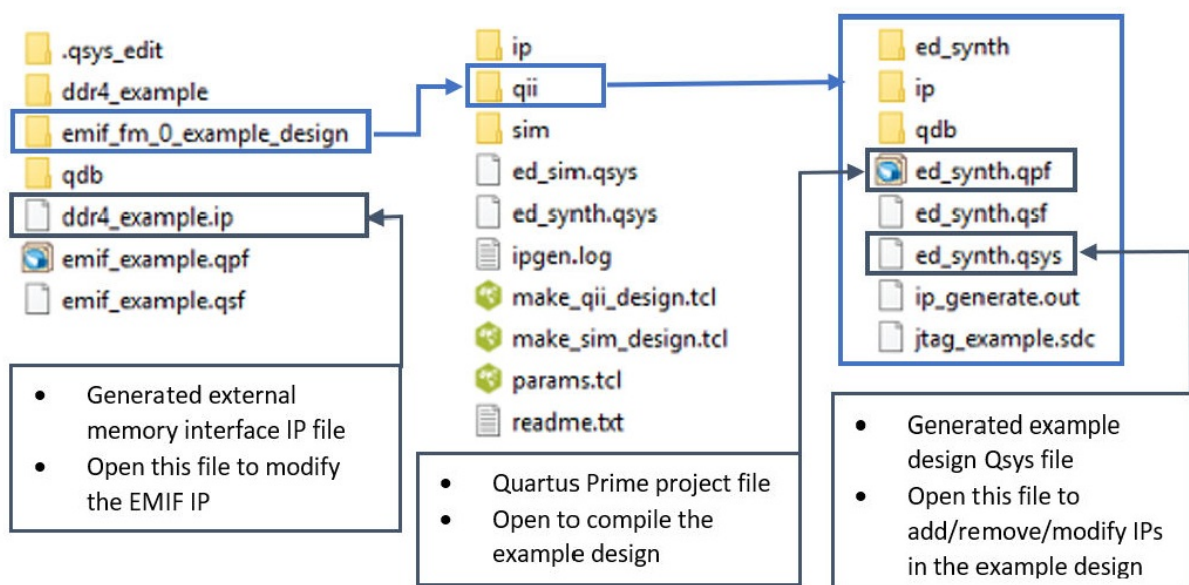 .qsys_edit
ddr4_example
emif_fm_0_example_design
qdb
ddr4_example.ip
emif_example.qpf
emif_example.qsf
• Generated external
memory interface IP file
• Open this file to modify
the EMIF IP
ip
qii
sim
ed_sim.qsys
ed_synth.qsys
ipgen.log
make_qii_design.tcl
make_sim_design.tcl
params.tcl
readme.txt
• Quartus Prime project file
• Open to compile the
example design
ed_synth
ip
qdb
ed_synth.qpf
ed_synth.qsf
ed_synth.qsys
ip_generate.out
jtag_example.sdc
• Generated example
design Qsys file
• Open this file to
add/remove/modify IPs
in the example design